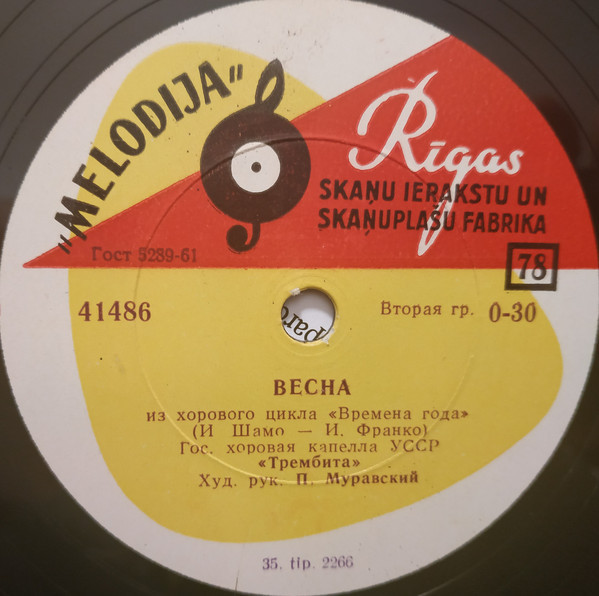 "MELODIJA"
Rīgas
SKAŅU IERAKSTU UN
SKAŅUPLAŠU FABRIKA
Гост 5289-61
78
41486
Вторая гр. 0-30
ВЕСНА
из хорового цикла «Времена года»
(И Шамо — И. Франко)
Гос. хоровая капелла УССР
«Трембита»
Худ. рук. П. Муравский
35. tip. 2266